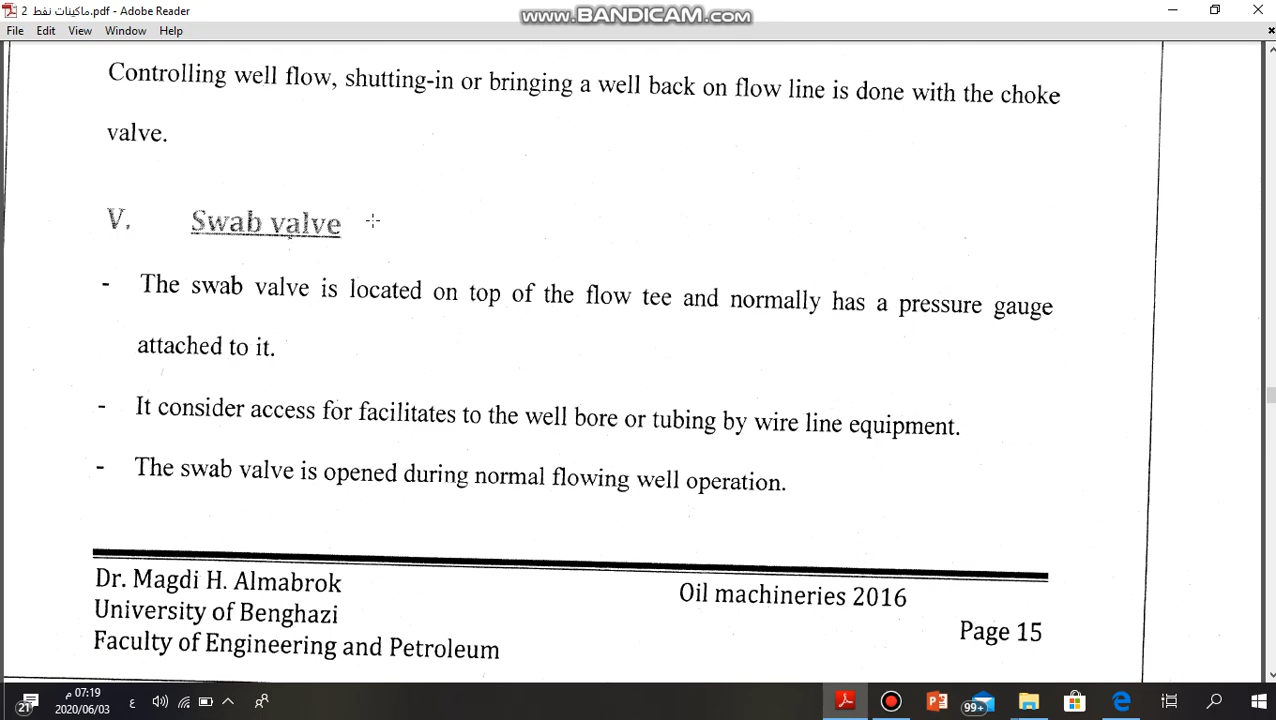 ماكينات نفط 2.pdf - Adobe Reader
www.BANDICAM.com
File Edit View Window Help
Controlling well flow, shutting-in or bringing a well back on flow line is done with the choke
valve.
V. Swab valve
- The swab valve is located on top of the flow tee and normally has a pressure gauge
attached to it.
- It consider access for facilitates to the well bore or tubing by wire line equipment.
- The swab valve is opened during normal flowing well operation.
Dr. Magdi H. Almabrok
University of Benghazi
Faculty of Engineering and Petroleum
Oil machineries 2016
Page 15
21
07:19 م
2020/06/03
ع
99+